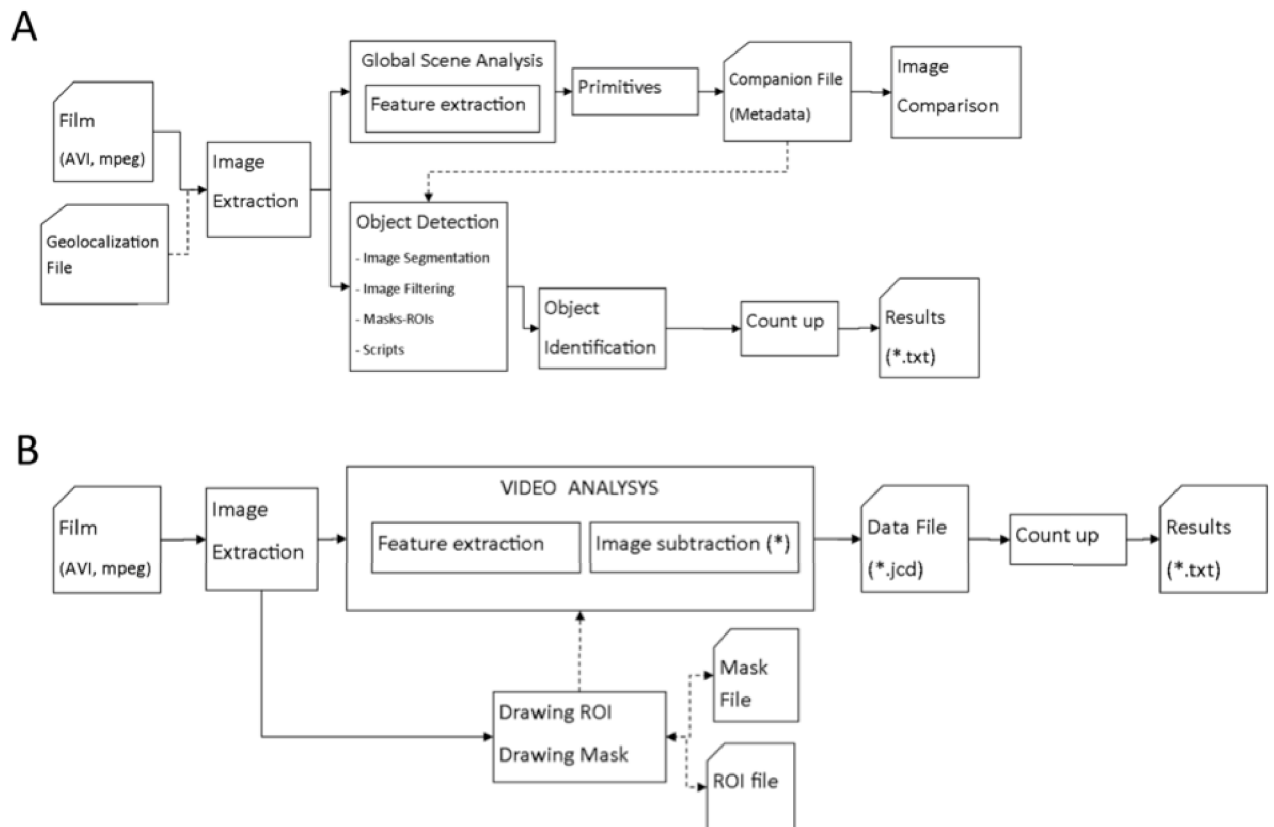 A
Film
(AVI, mpeg)
Geolocalization
File
Image
Extraction
Global Scene Analysis
Feature extraction
Primitives
Companion File
(Metadata)
Image
Comparison
Object Detection
- Image Segmentation
- Image Filtering
- Masks-ROIs
- Scripts
Object
Identification
Count up
Results
(*.txt)
B
Film
(AVI, mpeg)
Image
Extraction
VIDEO ANALYSYS
Feature extraction
Image subtraction (*)
Data File
(*.jcd)
Count up
Results
(*.txt)
Drawing ROI
Drawing Mask
Mask
File
ROI file